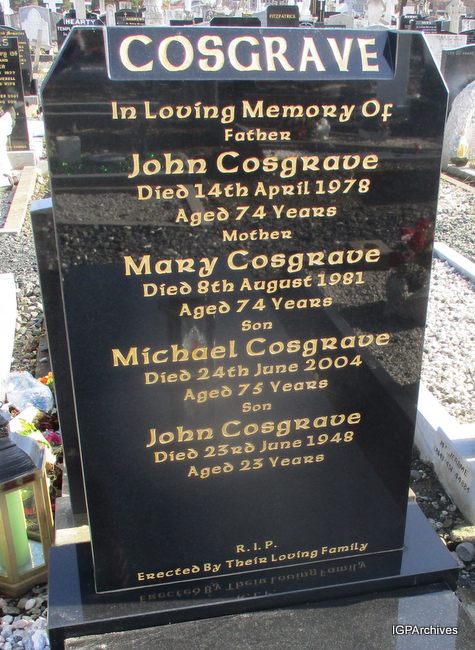 COSGRAVE
In Loving Memory Of
Father
John Cosgrave
Died 14th April 1978
Aged 74 Years
Mother
Mary Cosgrave
Died 8th August 1981
Aged 74 Years
Son
Michael Cosgrave
Died 24th June 2004
Aged 75 Years
Son
John Cosgrave
Died 23rd June 1948
Aged 23 Years
R.I.P.
Erected By Their Loving Family
HEARTY
FITZPATRICK
IGPArchives